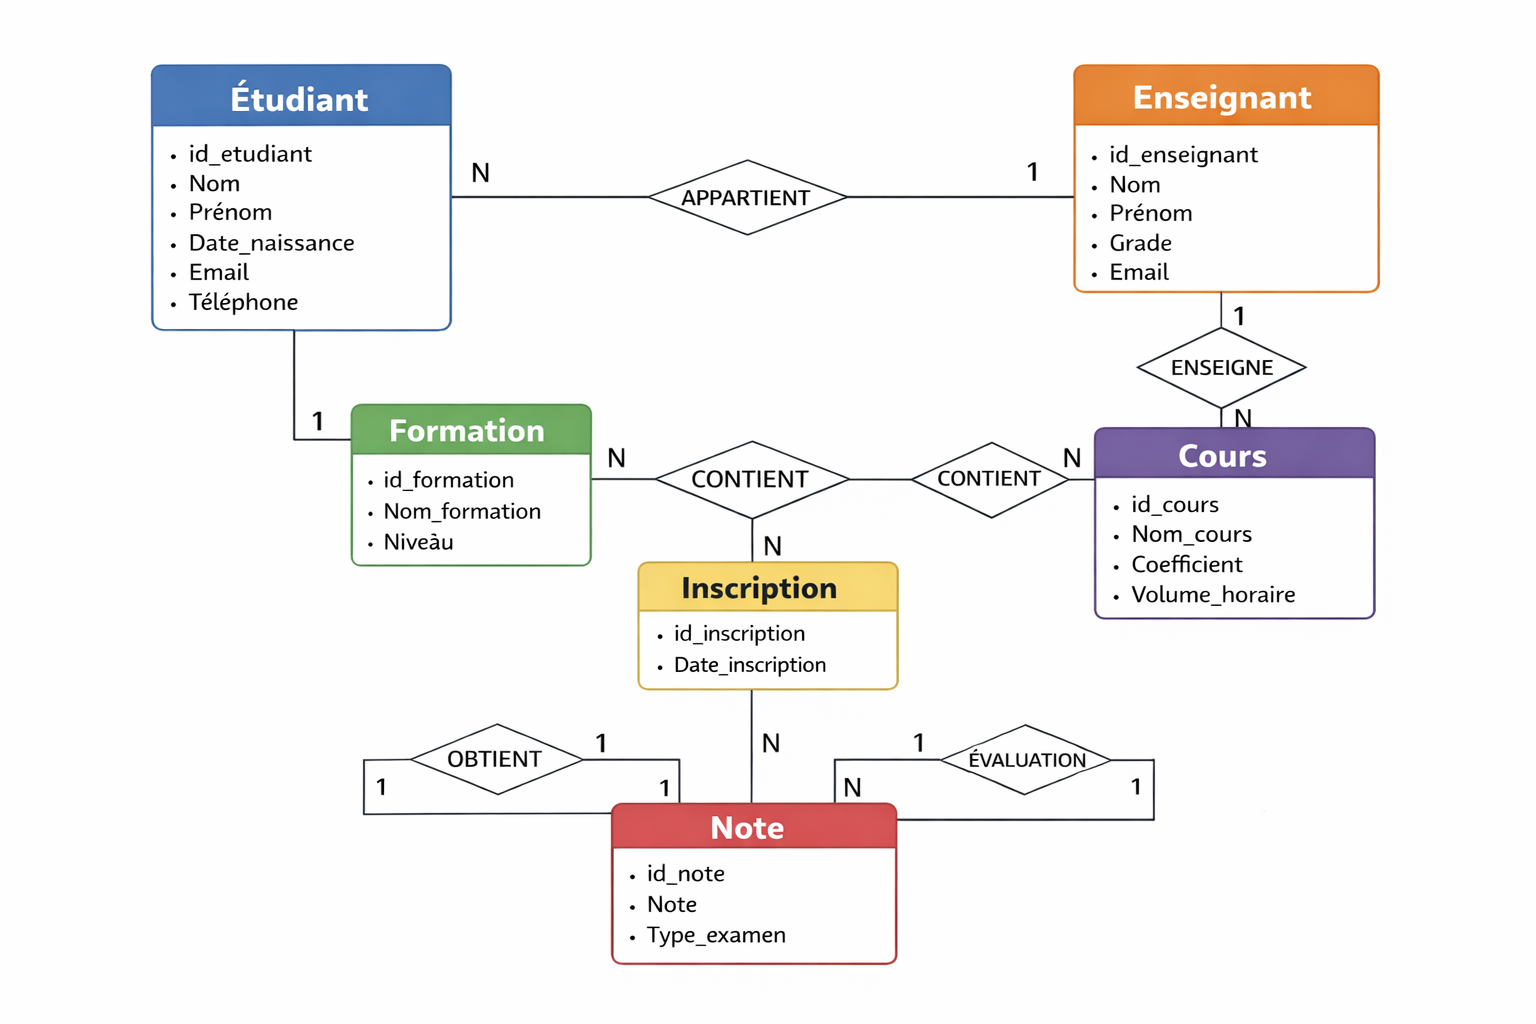 Étudiant
• id_etudiant
• Nom
• Prénom
• Date_naissance
• Email
• Téléphone
N
APPARTIENT
1
Enseignant
• id_enseignant
• Nom
• Prénom
• Grade
• Email
1
ENSEIGNE
N
1
Formation
• id_formation
• Nom_formation
• Niveàu
N
CONTIENT
CONTIENT
N
Cours
• id_cours
• Nom_cours
• Coefficient
• Volume_horaire
N
Inscription
• id_inscription
• Date_inscription
OBTIENT
1
1
1
N
1
ÉVALUATION
N
1
Note
• id_note
• Note
• Type_examen